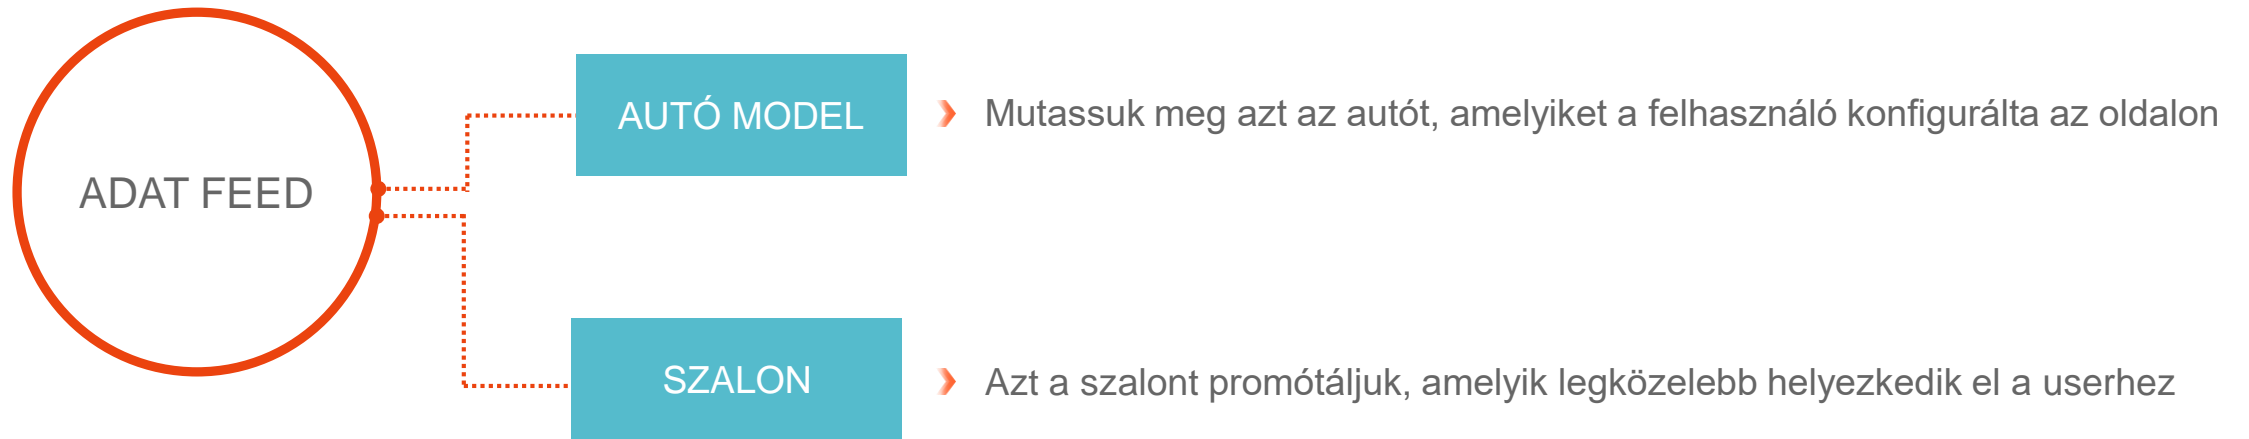 AUTÓ MODEL
Mutassuk meg azt az autót, amelyiket a felhasználó konfigurálta az oldalon
ADAT FEED
SZALON
Azt a szalont promótáljuk, amelyik legközelebb helyezkedik el a userhez